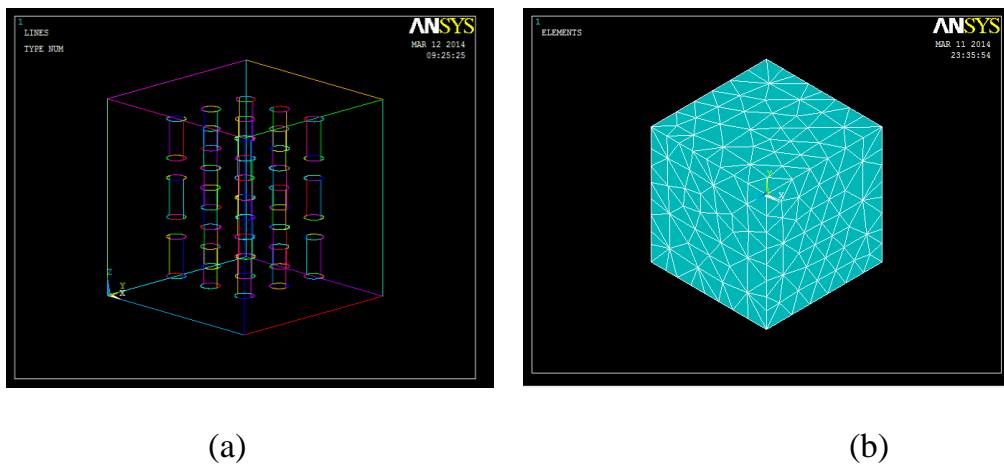 1
LINES
TYPE NUM
ANSYS
MAR 12 2014
09:25:25
Z
Y
X
1
ELEMENTS
ANSYS
MAR 11 2014
23:35:54
Y
X
(a)
(b)